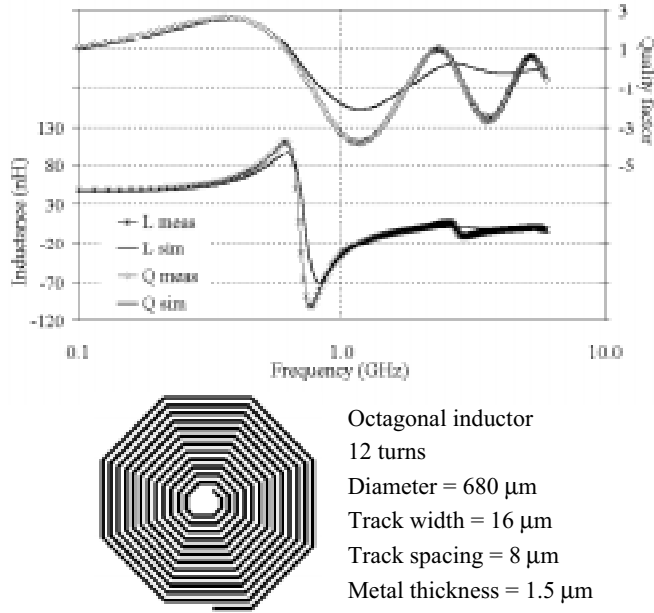 3
1
-1
-3
-5
Quality factor
130
80
30
-20
-70
-120
Inductance (nH)
L meas
L sim
Q meas
Q sim
0.1
1.0
10.0
Frequency (GHz)
Octagonal inductor
12 turns
Diameter = 680 μm
Track width = 16 μm
Track spacing = 8 μm
Metal thickness = 1.5 μm